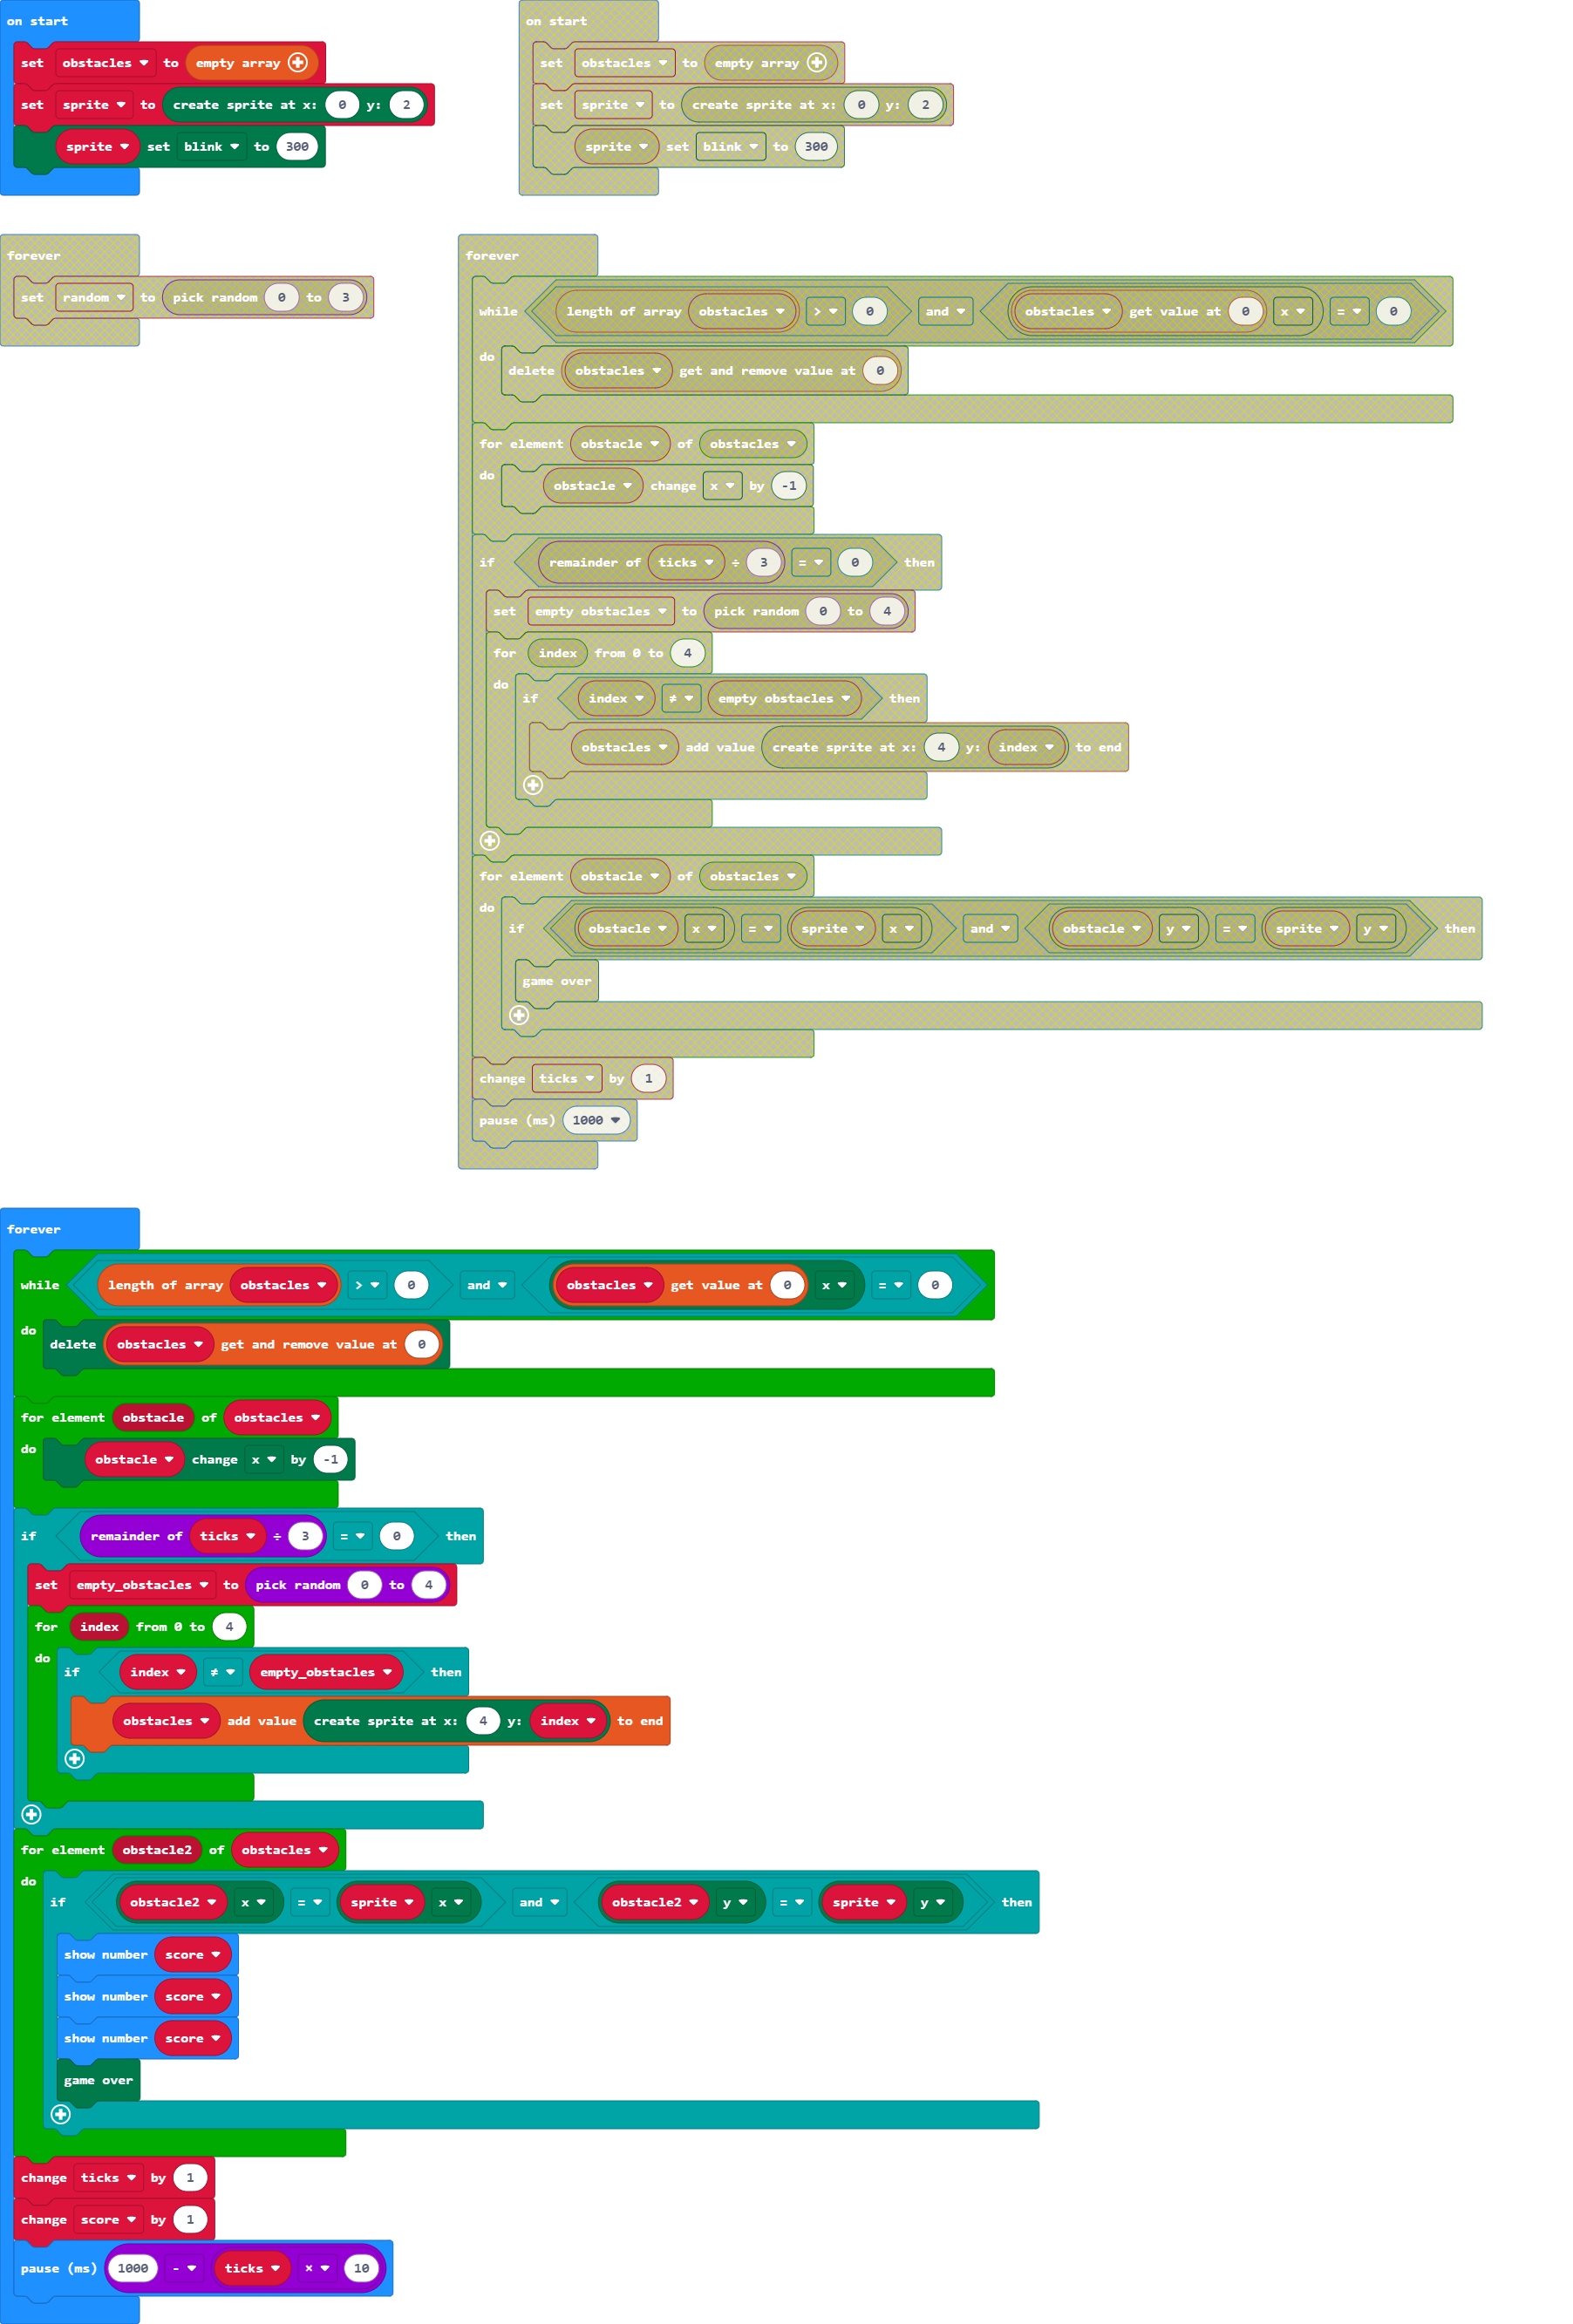 on start
set obstacles to empty array
set sprite to create sprite at x: 0 y: 2
sprite set blink to 300
on start
set obstacles to empty array
set sprite to create sprite at x: 0 y: 2
sprite set blink to 300
forever
set random to pick random 0 to 3
forever
while length of array obstacles > 0 and obstacles get value at 0 x = 0
do
delete obstacles get and remove value at 0
for element obstacle of obstacles
do
obstacle change x by -1
if remainder of ticks ÷ 3 = 0 then
set empty obstacles to pick random 0 to 4
for index from 0 to 4
do
if index ≠ empty obstacles then
obstacles add value create sprite at x: 4 y: index to end
for element obstacle of obstacles
do
if obstacle x = sprite x and obstacle y = sprite y then
game over
change ticks by 1
pause (ms) 1000
forever
while length of array obstacles > 0 and obstacles get value at 0 x = 0
do
delete obstacles get and remove value at 0
for element obstacle of obstacles
do
obstacle change x by -1
if remainder of ticks ÷ 3 = 0 then
set empty_obstacles to pick random 0 to 4
for index from 0 to 4
do
if index ≠ empty_obstacles then
obstacles add value create sprite at x: 4 y: index to end
for element obstacle2 of obstacles
do
if obstacle2 x = sprite x and obstacle2 y = sprite y then
show number score
show number score
show number score
game over
change ticks by 1
change score by 1
pause (ms) 1000 - ticks × 10